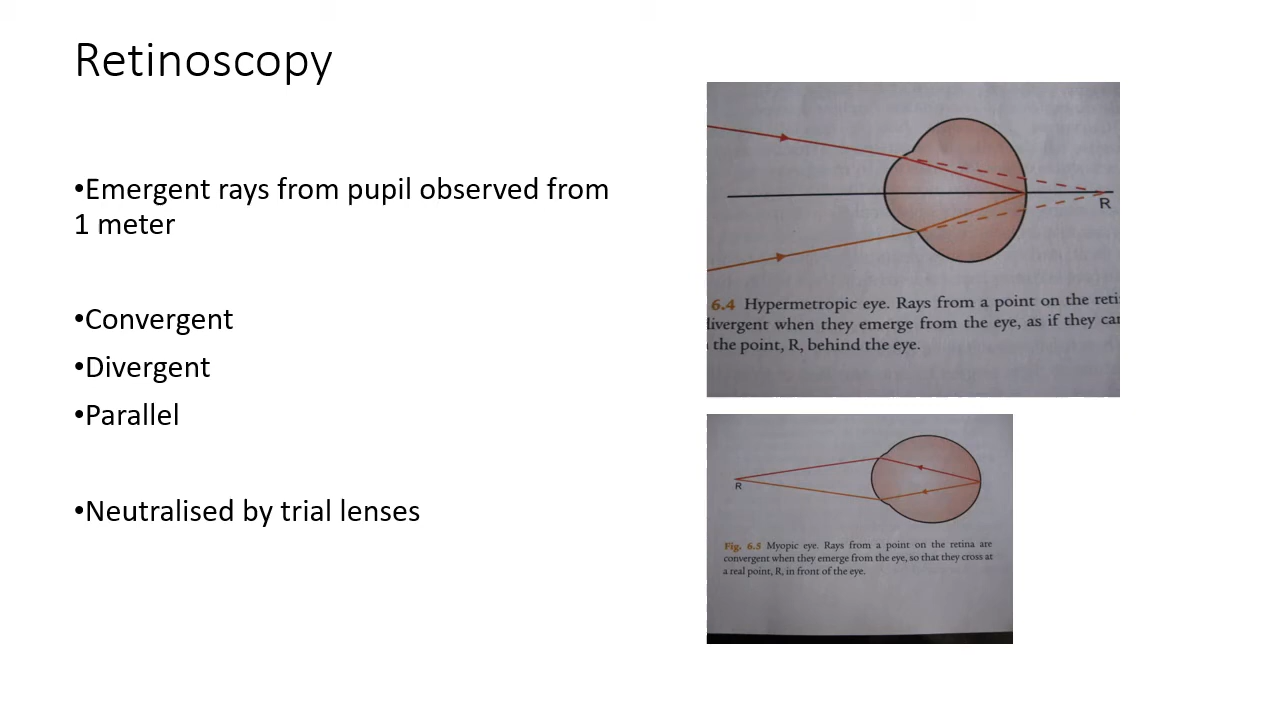 Retinoscopy
•Emergent rays from pupil observed from
1 meter
•Convergent
•Divergent
•Parallel
•Neutralised by trial lenses
R
6.4 Hypermetropic eye. Rays from a point on the
when they emerge from the eye, as if they
the point, R, behind the eye.
R
Fig. 6.5 Myopic eye. Rays from a point on the retina are
convergent when they emerge from the eye, so that they cross at
a real point, R, in front of the eye.